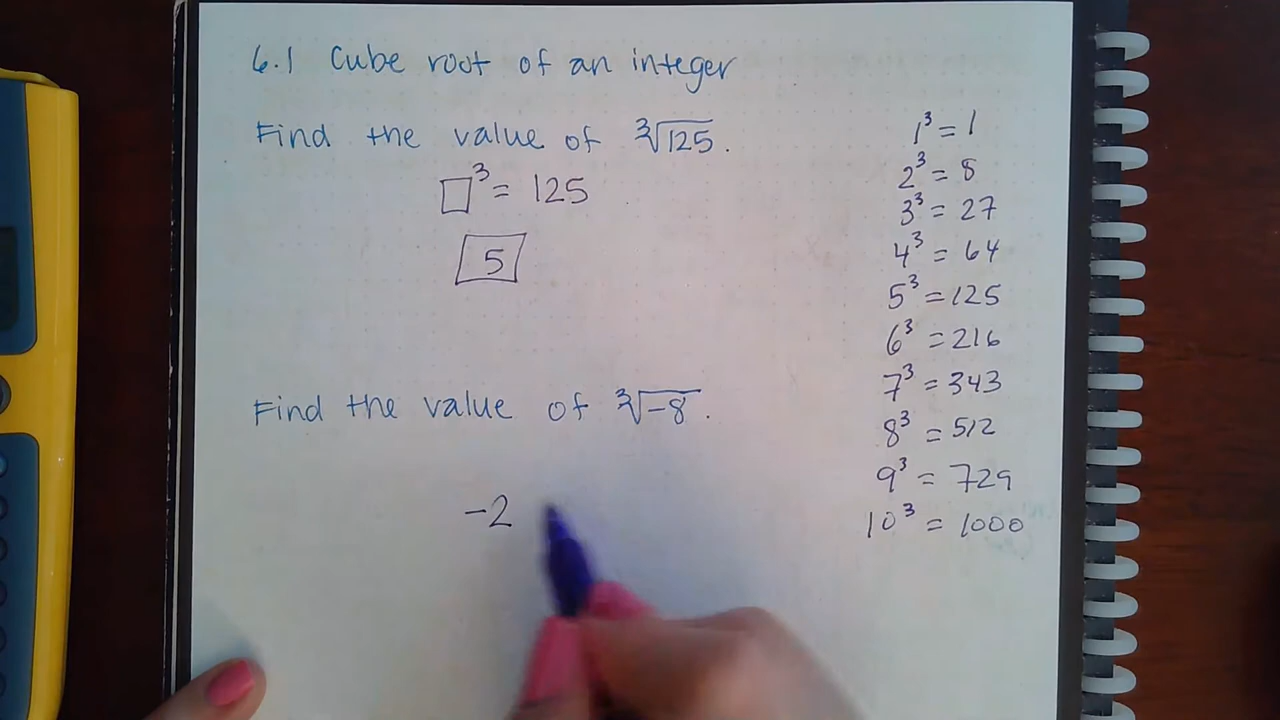 6.1 Cube root of an integer
Find the value of ∛125.
□³ = 125
5
Find the value of ∛-8.
-2
1³ = 1
2³ = 8
3³ = 27
4³ = 64
5³ = 125
6³ = 216
7³ = 343
8³ = 512
9³ = 729
10³ = 1000